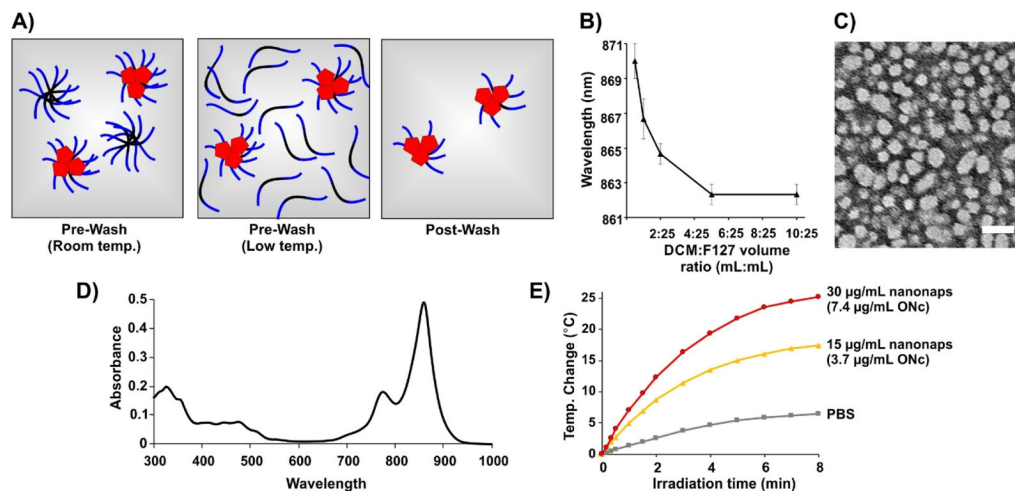 A)
Pre-Wash
(Room temp.)
Pre-Wash
(Low temp.)
Post-Wash
B)
Wavelength (nm)
871
869
867
865
863
861
2:25 4:25 6:25 8:25 10:25
DCM:F127 volume
ratio (mL:mL)
C)
D)
Absorbance
0.5
0.4
0.3
0.2
0.1
0
300 400 500 600 700 800 900 1000
Wavelength
E)
Temp. Change (°C)
25
20
15
10
5
0
0 2 4 6 8
Irradiation time (min)
30 µg/mL nanonaps
(7.4 µg/mL ONc)
15 µg/mL nanonaps
(3.7 µg/mL ONc)
PBS